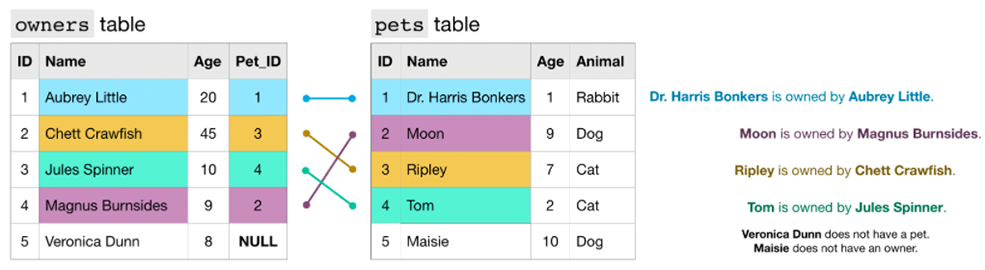 owners table
ID Name Age Pet_ID
1 Aubrey Little 20 1
2 Chett Crawfish 45 3
3 Jules Spinner 10 4
4 Magnus Burnsides 9 2
5 Veronica Dunn 8 NULL
pets table
ID Name Age Animal
1 Dr. Harris Bonkers 1 Rabbit
2 Moon 9 Dog
3 Ripley 7 Cat
4 Tom 2 Cat
5 Maisie 10 Dog
Dr. Harris Bonkers is owned by Aubrey Little.
Moon is owned by Magnus Burnsides.
Ripley is owned by Chett Crawfish.
Tom is owned by Jules Spinner.
Veronica Dunn does not have a pet.
Maisie does not have an owner.